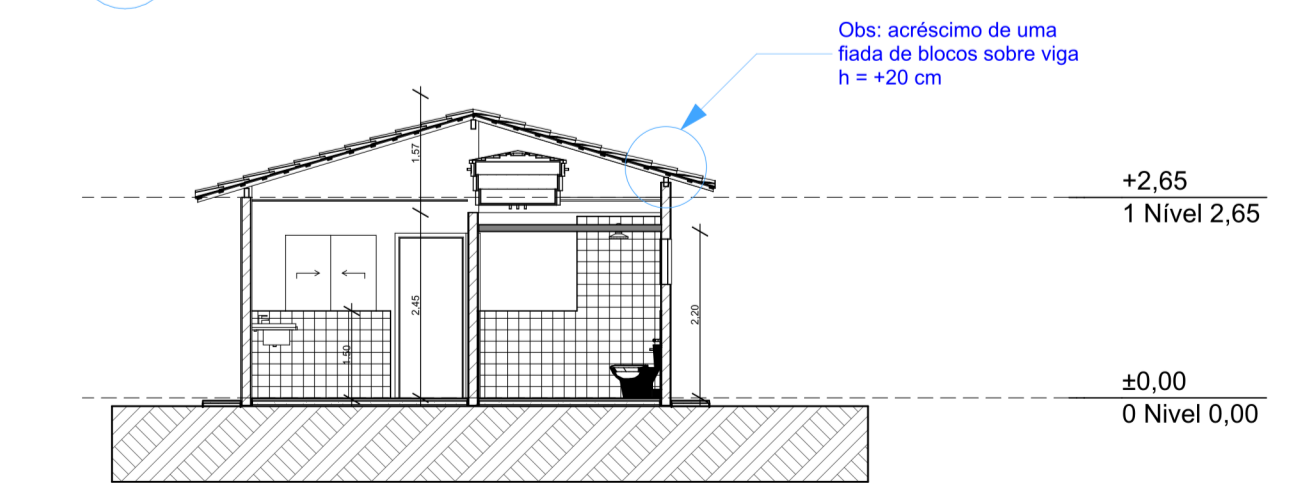 Obs: acréscimo de uma
fiada de blocos sobre viga
h = +20 cm
1,57
+2,65
1 Nível 2,65
2,45
2,20
1,50
±0,00
0 Nivel 0,00